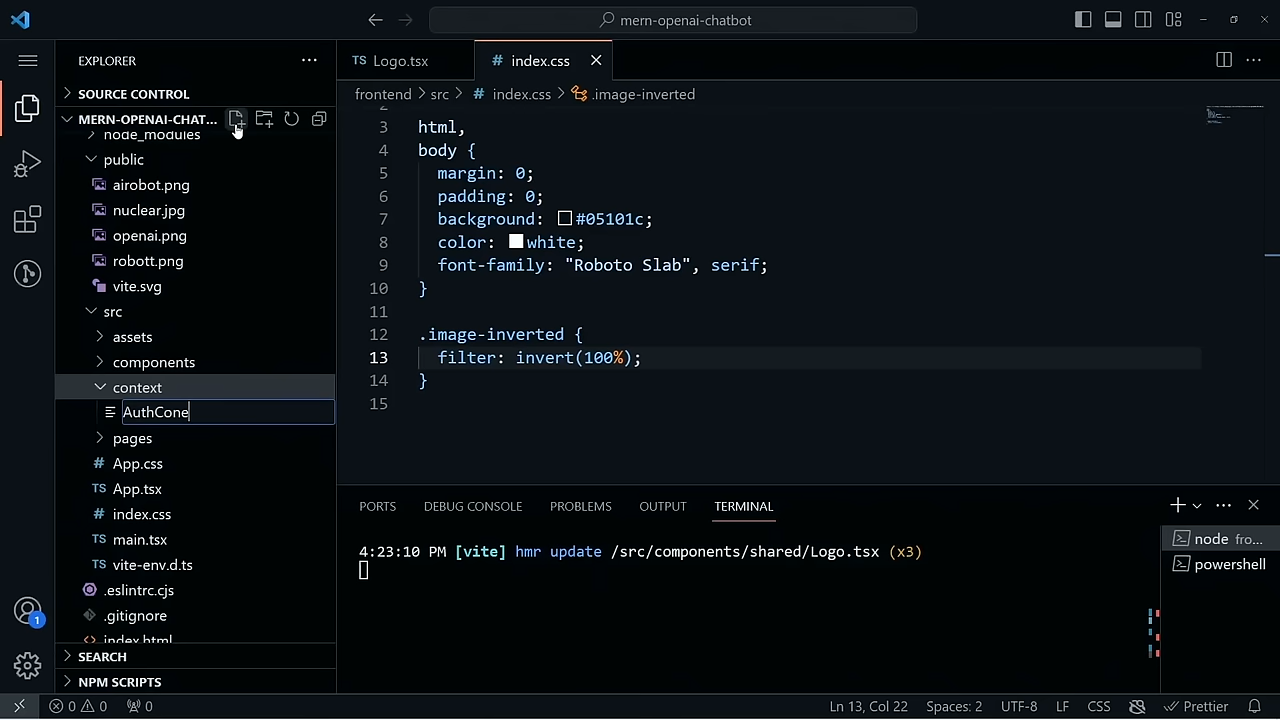 mern-openai-chatbot
EXPLORER
SOURCE CONTROL
MERN-OPENAI-CHAT...
node_modules
public
airobot.png
nuclear.jpg
openai.png
robott.png
vite.svg
src
assets
components
context
AuthCone
pages
# App.css
TS App.tsx
# index.css
TS main.tsx
TS vite-env.d.ts
.eslintrc.cjs
.gitignore
<> index.html
SEARCH
NPM SCRIPTS
TS Logo.tsx
# index.css
frontend > src > # index.css > .image-inverted
2
3 html,
4 body {
5 margin: 0;
6 padding: 0;
7 background: #05101c;
8 color: white;
9 font-family: "Roboto Slab", serif;
10 }
11
12 .image-inverted {
13 filter: invert(100%);
14 }
15
PORTS DEBUG CONSOLE PROBLEMS OUTPUT TERMINAL
4:23:10 PM [vite] hmr update /src/components/shared/Logo.tsx (x3)
node fro...
powershell
1
0 0 0
Ln 13, Col 22 Spaces: 2 UTF-8 LF CSS Prettier